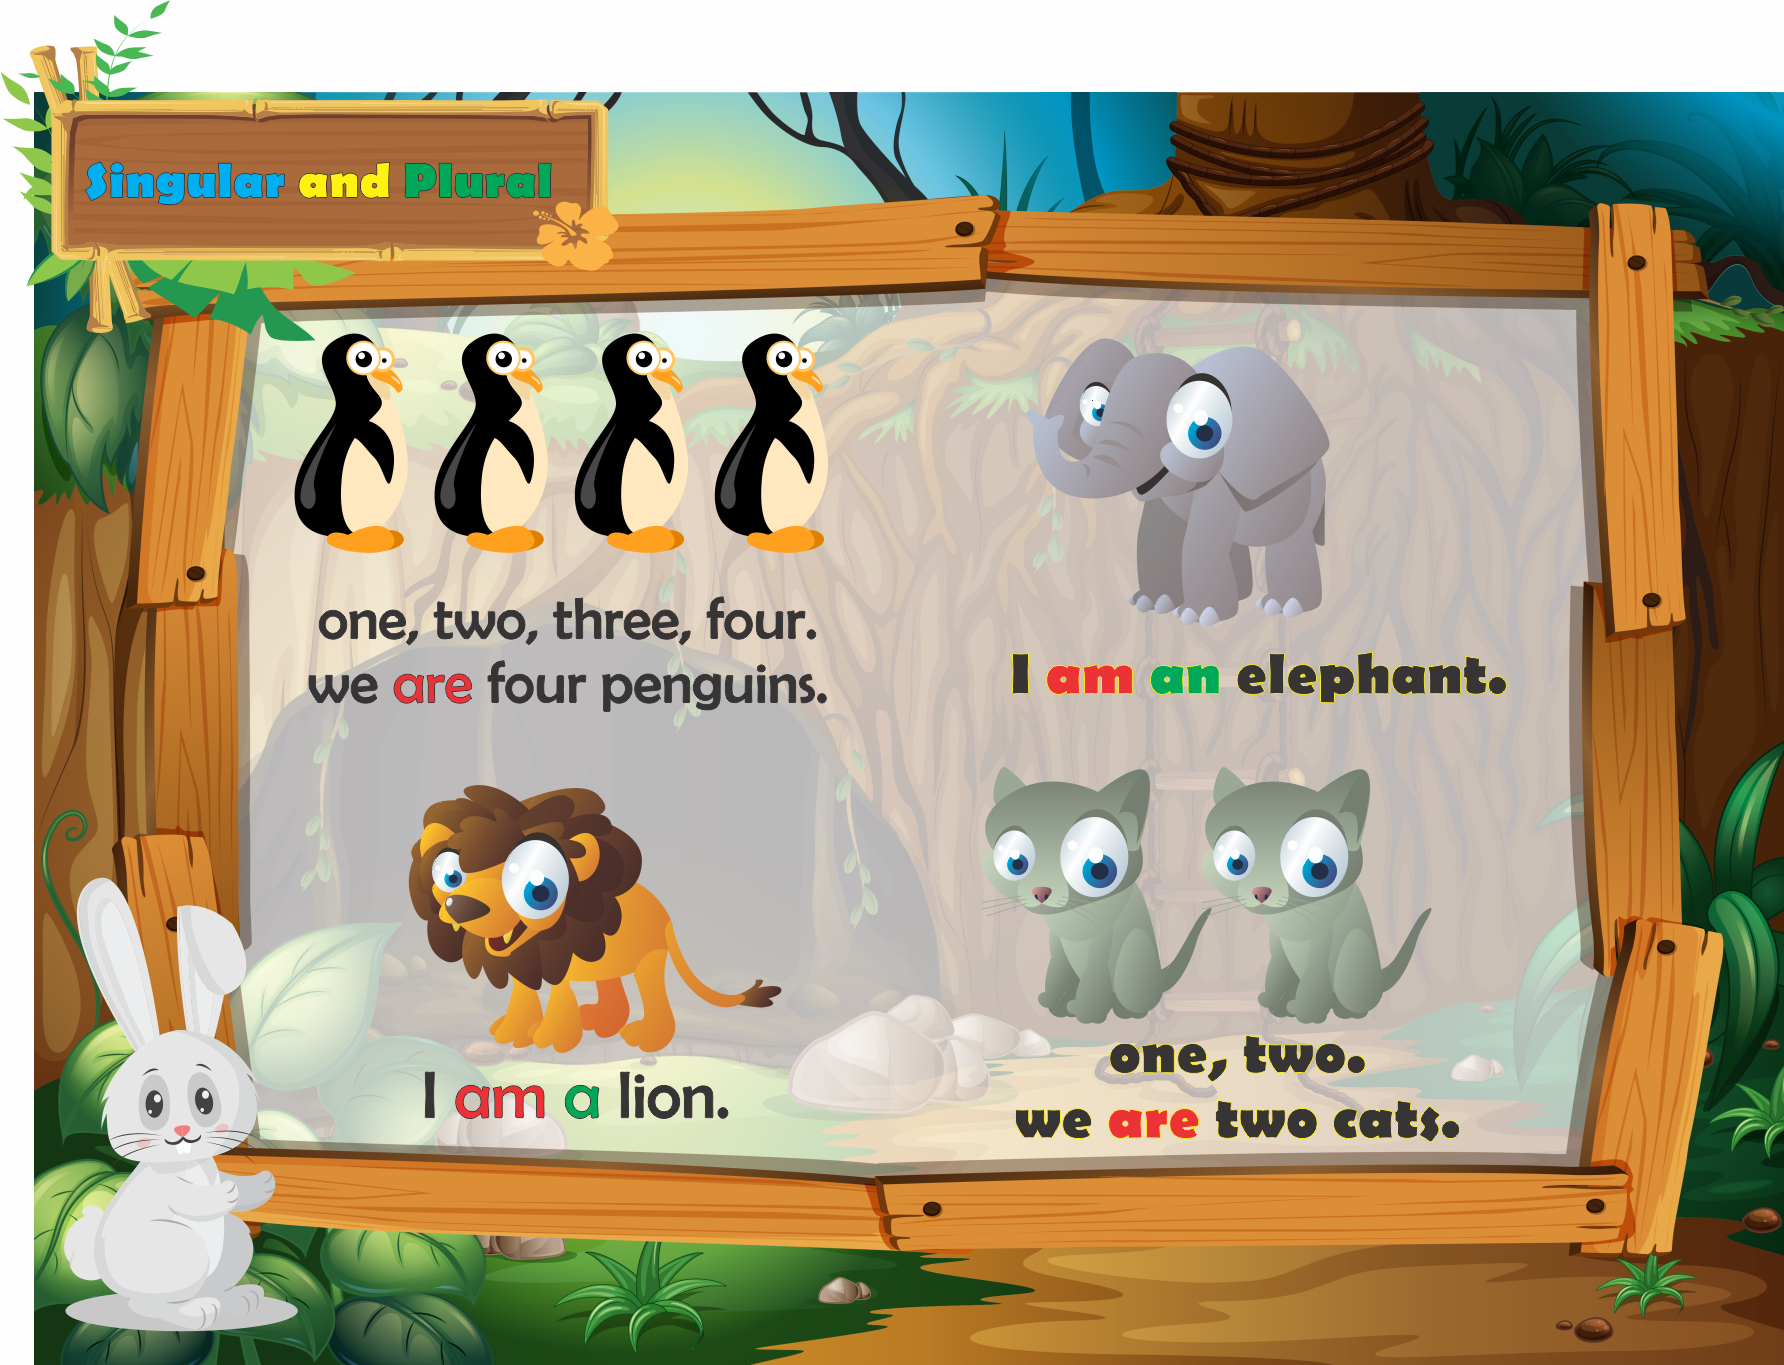 Singular and Plural
one, two, three, four.
we are four penguins.
I am an elephant.
I am a lion.
one, two.
we are two cats.